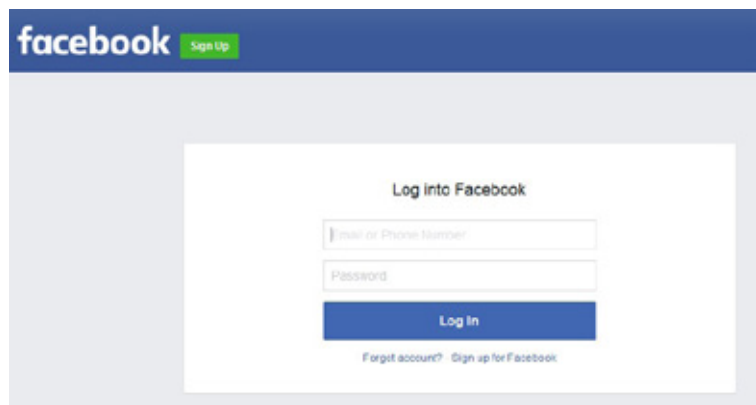 facebook Sign Up
Log into Facebook
Email or Phone Number
Password
Log In
Forgot account? Sign up for Facebook